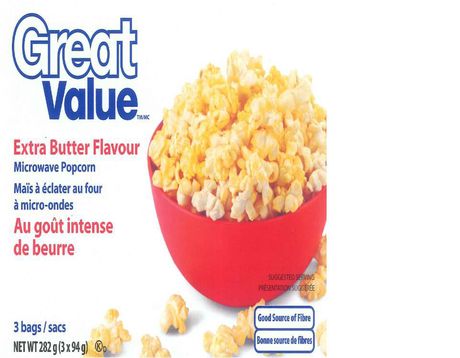 Great
Value
TM/MC
Extra Butter Flavour
Microwave Popcorn
Maïs à éclater au four
à micro-ondes
Au goût intense
de beurre
SUGGESTED SERVING
PRÉSENTATION SUGGÉRÉE
Good Source of Fibre
Bonne source de fibres
3 bags / sacs
NET WT 282 g (3 x 94 g)